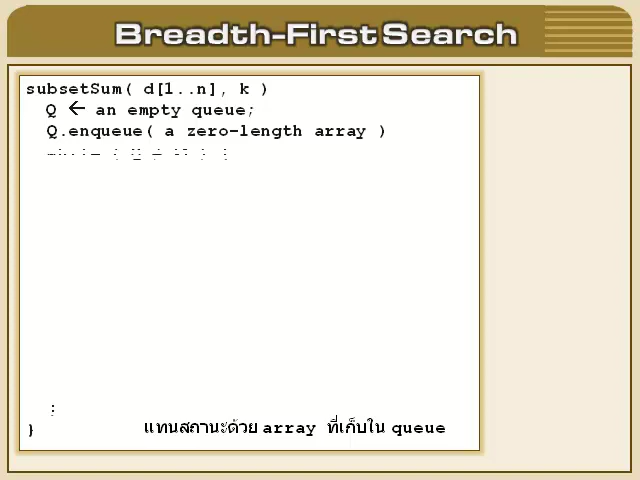 Breadth-First Search
subsetSum( d[1..n], k )
Q ← an empty queue;
Q.enqueue( a zero-length array )
}
แทนสถานะด้วย array ที่เก็บใน queue